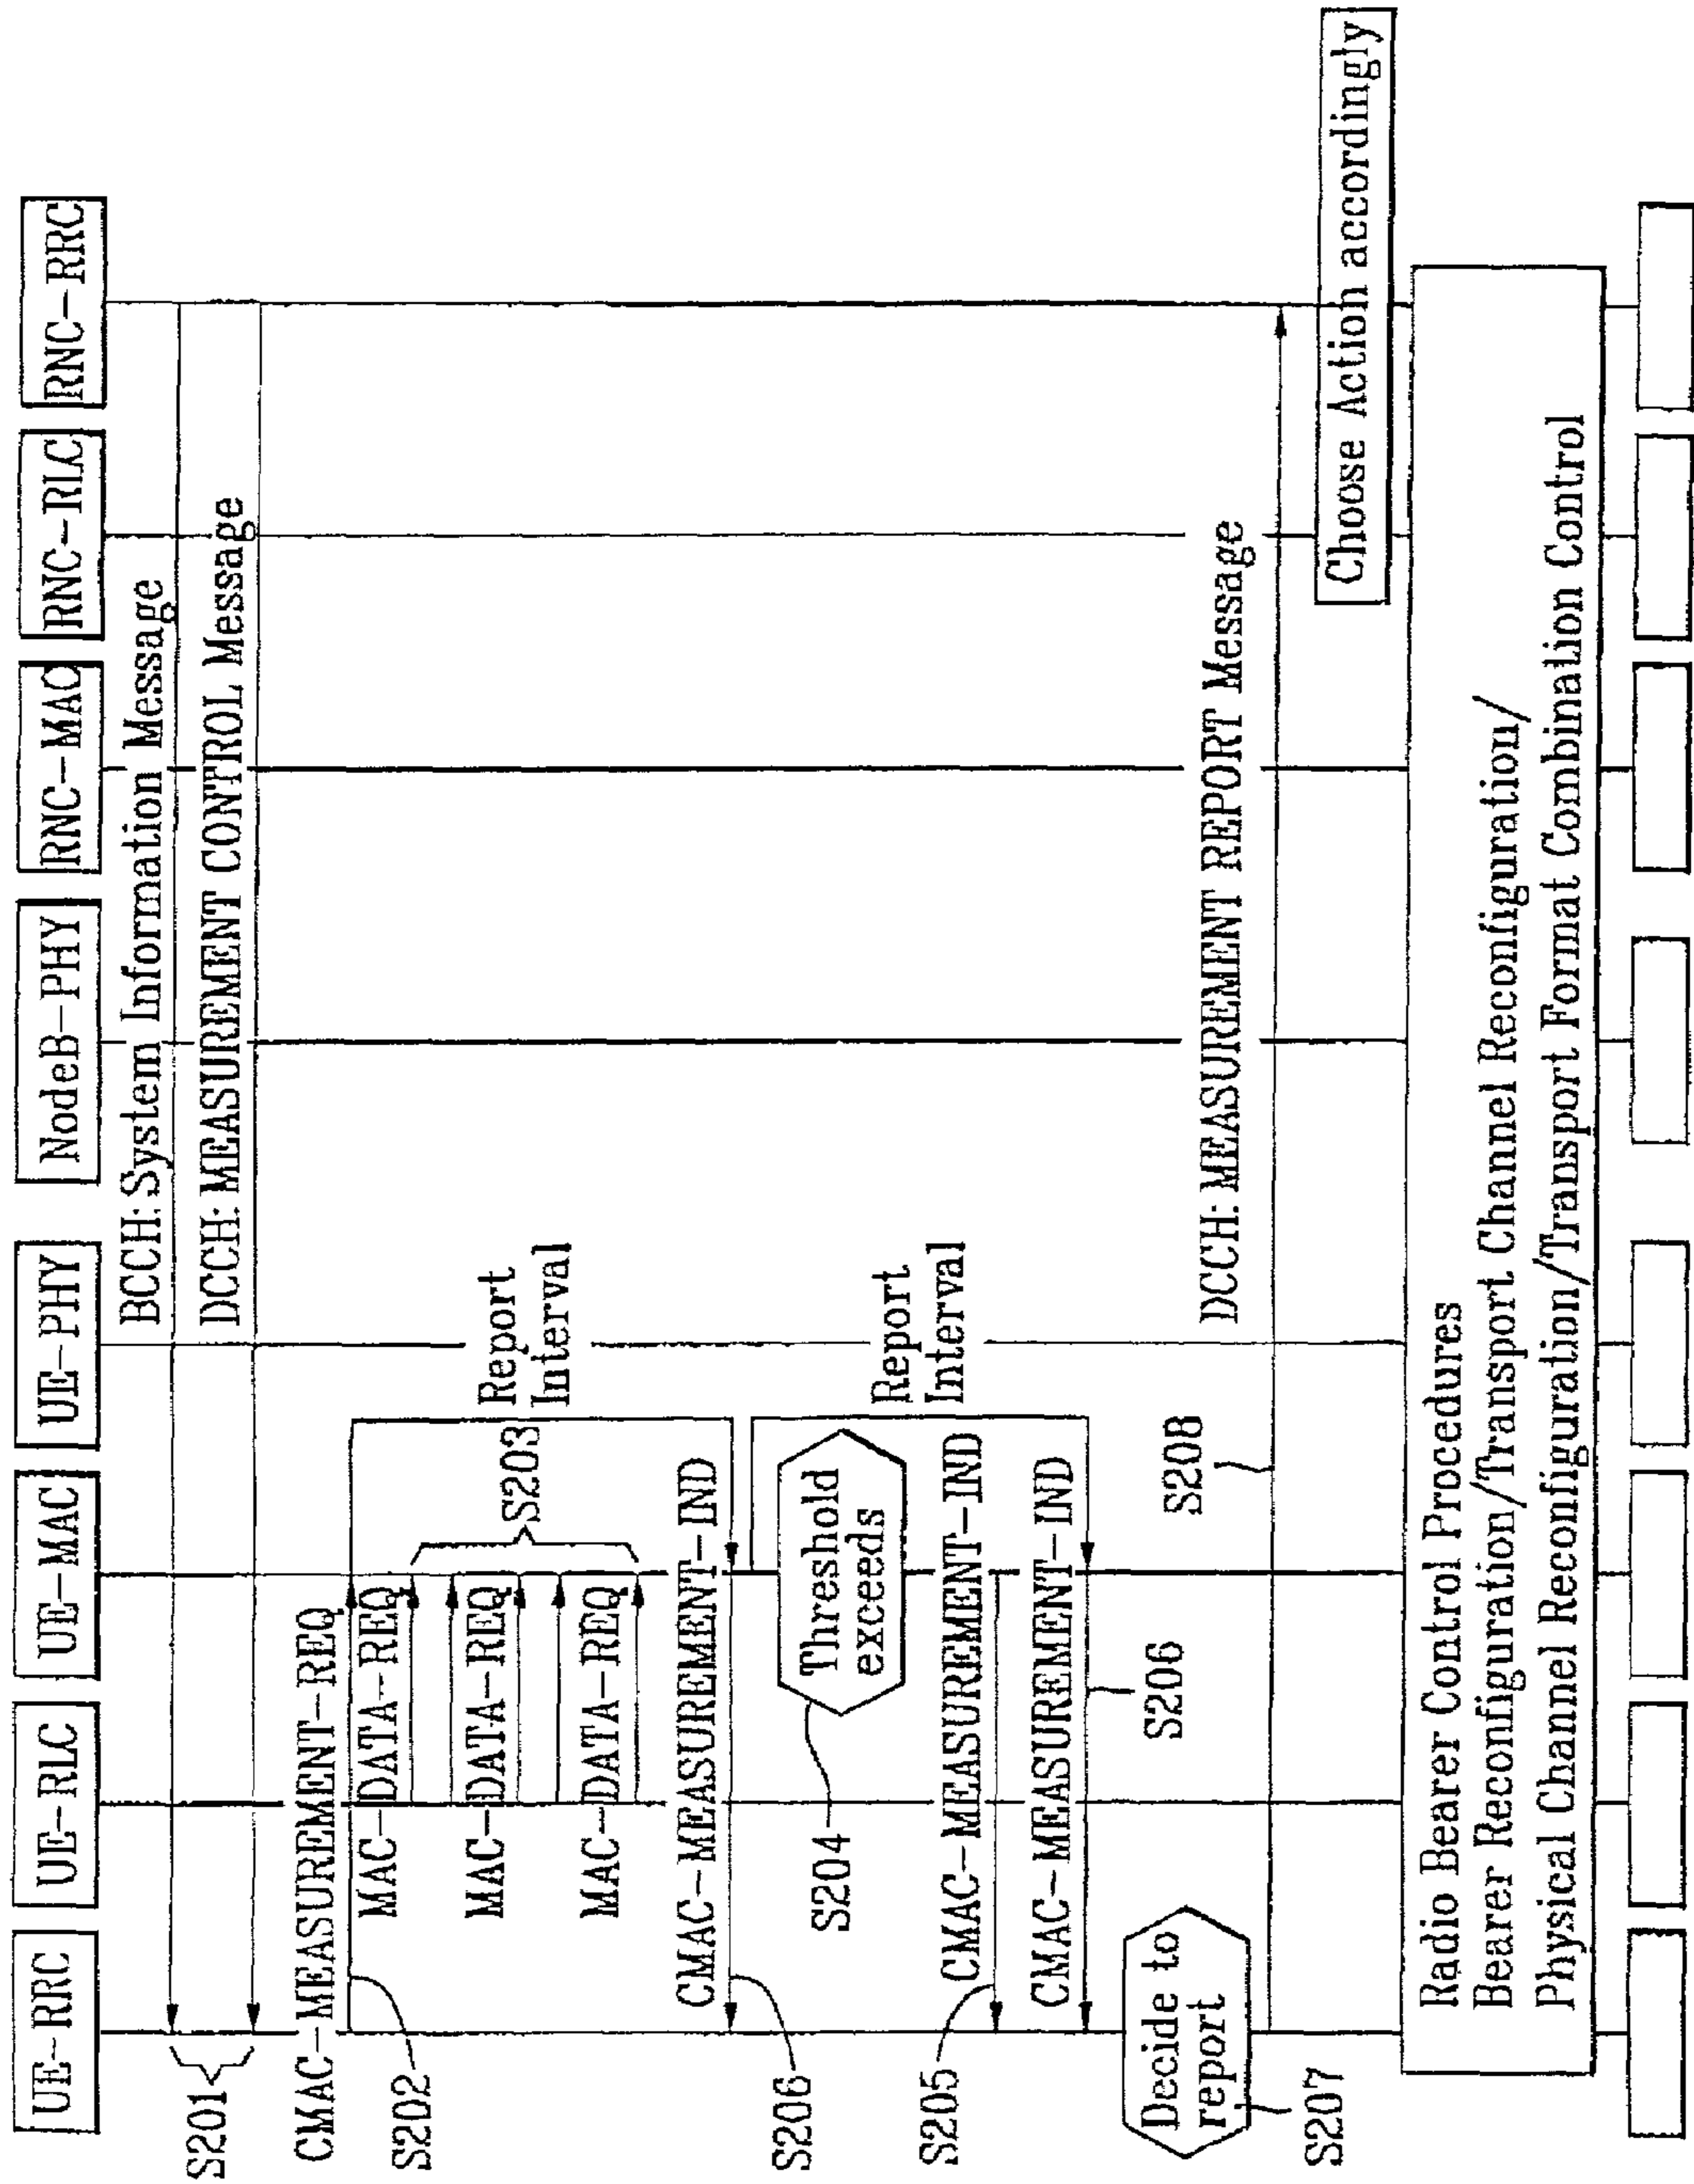 UE-RRC
UE-RLC
UE-MAC
UE-PHY
NodeB-PHY
RNC-MAC
RNC-RLC
RNC-RRC
BCCH:System Information Message
S201
DCCH: MEASUREMENT CONTROL Message
CMAC-MEASUREMENT-REQ
S202
MAC-DATA-REQ
MAC-DATA-REQ
MAC-DATA-REQ
S203
Report
Interval
CMAC-MEASUREMENT-IND
S206
Threshold
exceeds
S204
Report
Interval
CMAC-MEASUREMENT-IND
S205
CMAC-MEASUREMENT-IND
S206
Decide to
report
S207
DCCH: MEASUREMENT REPORT Message
S208
Choose Action accordingly
Radio Bearer Control Procedures
Bearer Reconfiguration/Transport Channel Reconfiguration/
Physical Channel Reconfiguration/Transport Format Combination Control